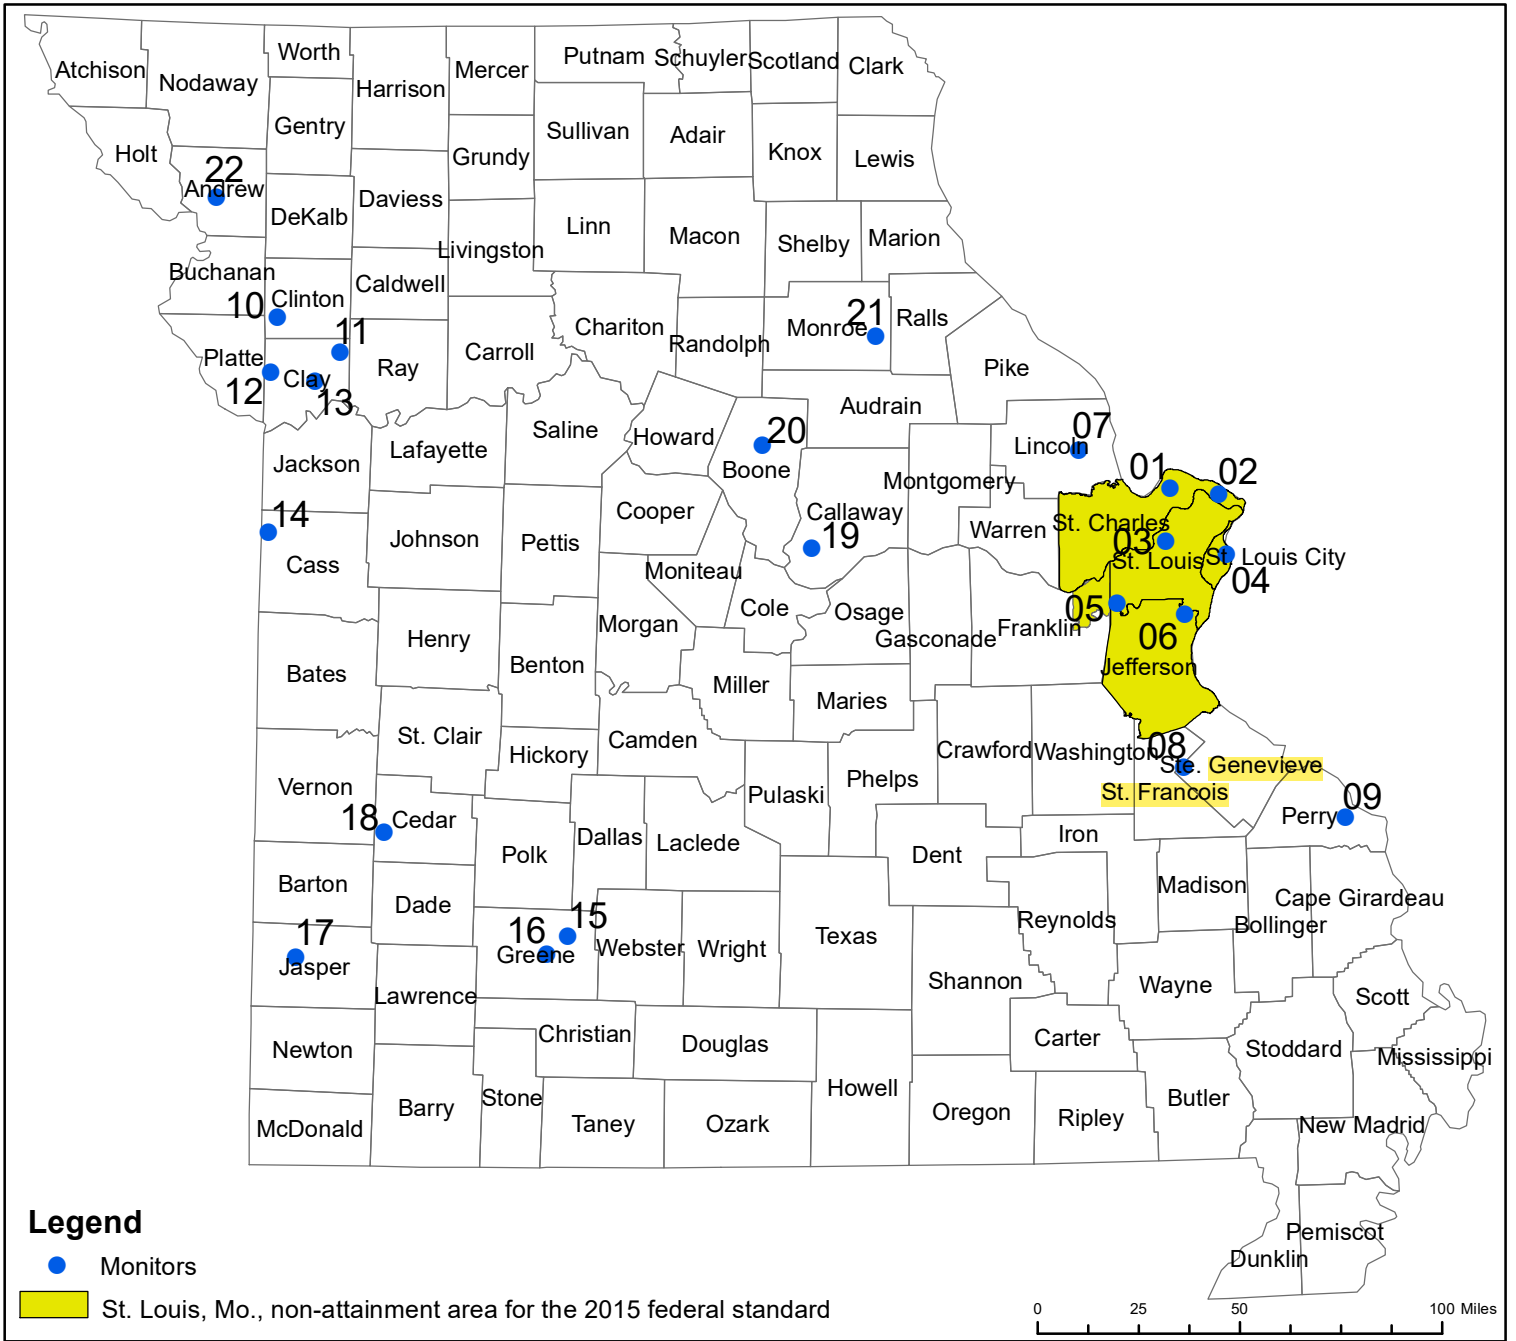 Worth
Putnam
Schuyler
Scotland
Clark
Atchison
Nodaway
Harrison
Mercer
Gentry
Sullivan
Adair
Knox
Lewis
Holt
Grundy
22
Andrew
DeKalb
Daviess
Linn
Macon
Shelby
Marion
Livingston
Buchanan
Caldwell
10
Clinton
Chariton
Randolph
Monroe
21
Ralls
11
Platte
Clay
Ray
Carroll
Pike
12
13
Audrain
Saline
Howard
20
Lincoln
07
Jackson
Lafayette
Boone
Montgomery
01
02
14
Cooper
Callaway
Warren
St. Charles
Johnson
Pettis
19
03
St. Louis
St. Louis City
Cass
Moniteau
04
Cole
Osage
05
Henry
Morgan
Gasconade
Franklin
06
Benton
Jefferson
Bates
Miller
Maries
St. Clair
Hickory
Camden
Crawford
Washington
08
Ste. Genevieve
Vernon
Pulaski
Phelps
St. Francois
09
18
Cedar
Perry
Dallas
Laclede
Iron
Polk
Dent
Barton
Madison
Cape Girardeau
Dade
Reynolds
Bollinger
17
16
15
Greene
Webster
Wright
Texas
Jasper
Shannon
Wayne
Lawrence
Scott
Christian
Newton
Douglas
Carter
Stoddard
Mississippi
Howell
Barry
Stone
Butler
McDonald
Taney
Ozark
Oregon
Ripley
New Madrid
Pemiscot
Dunklin
Legend
Monitors
St. Louis, Mo., non-attainment area for the 2015 federal standard
0 25 50 100 Miles